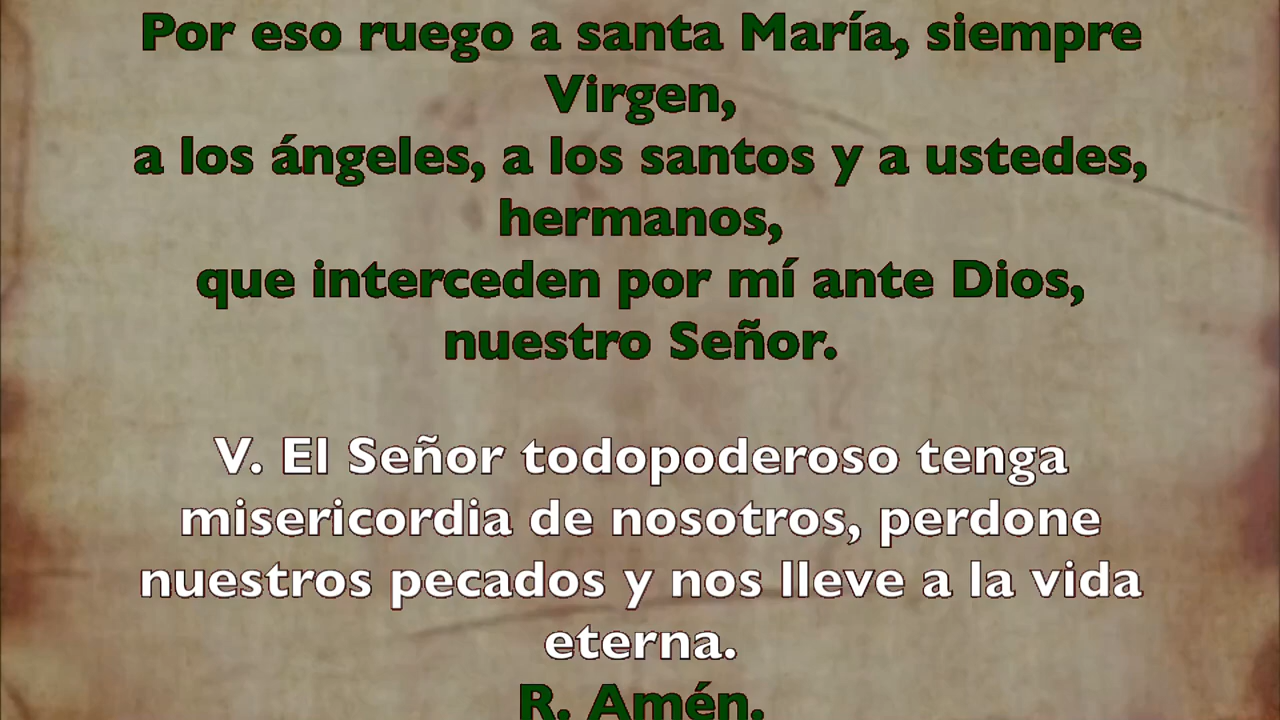 Por eso ruego a santa María, siempre
Virgen,
a los ángeles, a los santos y a ustedes,
hermanos,
que interceden por mí ante Dios,
nuestro Señor.
V. El Señor todopoderoso tenga
misericordia de nosotros, perdone
nuestros pecados y nos lleve a la vida
eterna.
R. Amén.